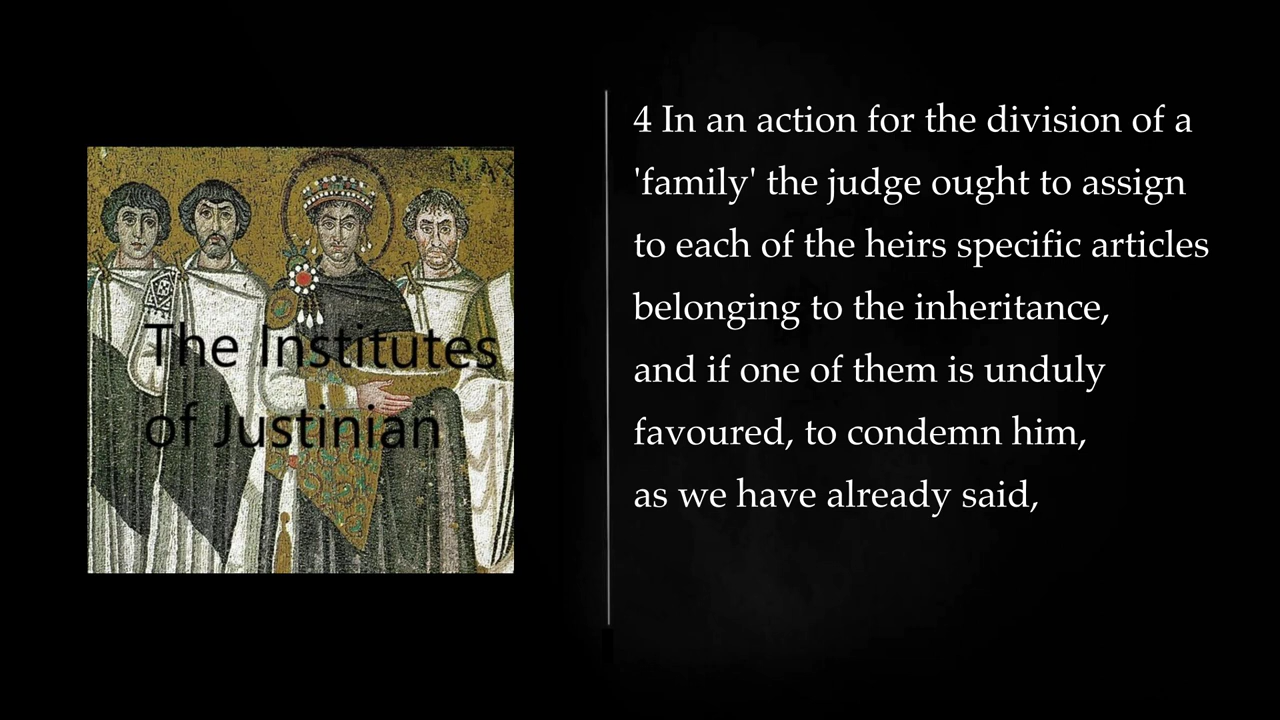 The Institutes
of Justinian
4 In an action for the division of a
'family' the judge ought to assign
to each of the heirs specific articles
belonging to the inheritance,
and if one of them is unduly
favoured, to condemn him,
as we have already said,